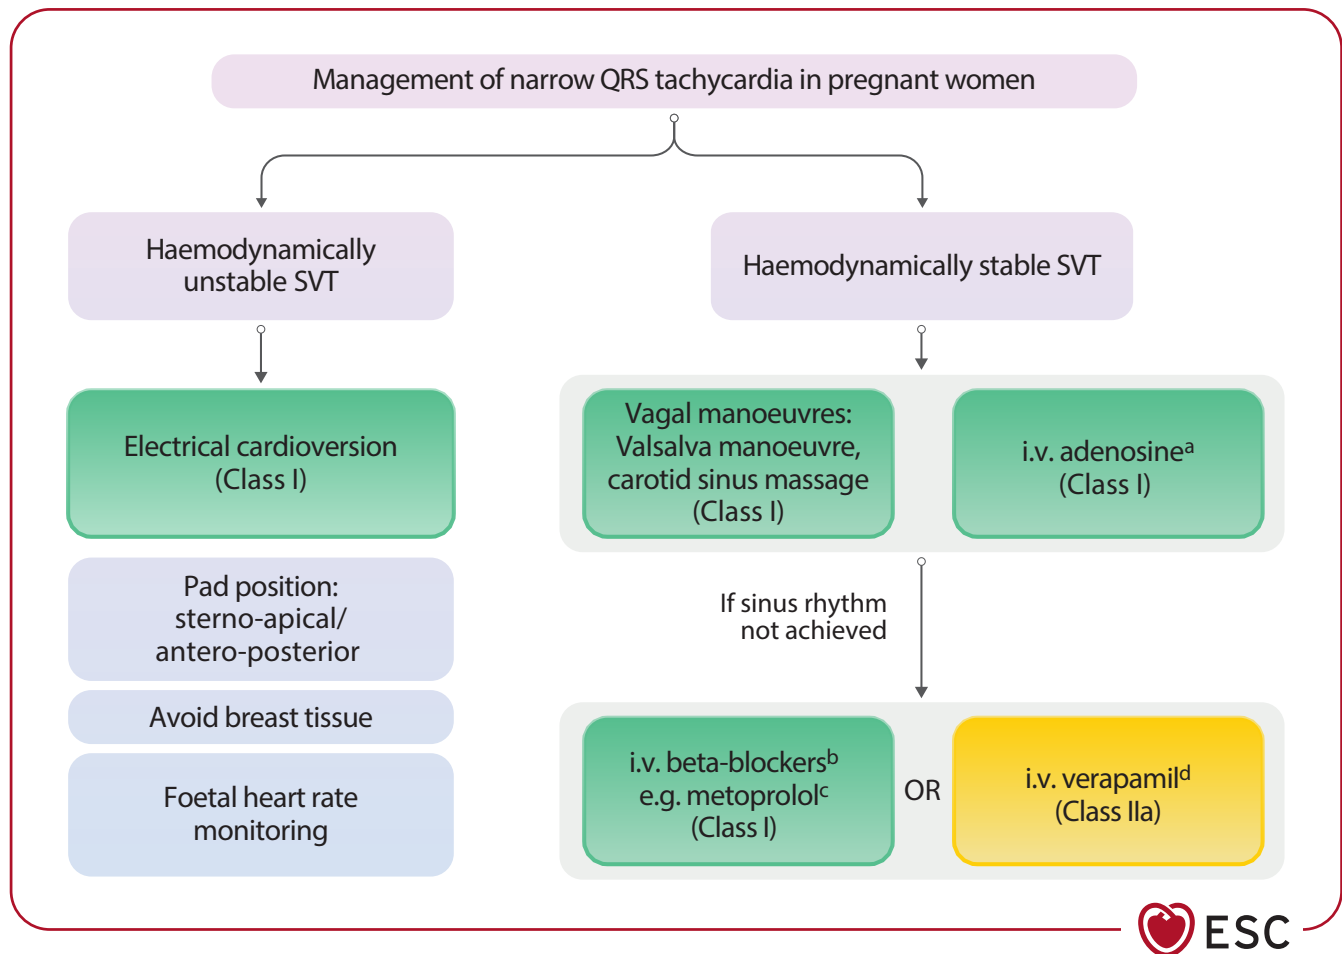 Management of narrow QRS tachycardia in pregnant women
Haemodynamically
unstable SVT
Electrical cardioversion
(Class I)
Pad position:
sterno-apical/
antero-posterior
Avoid breast tissue
Foetal heart rate
monitoring
Haemodynamically stable SVT
Vagal manoeuvres:
Valsalva manoeuvre,
carotid sinus massage
(Class I)
i.v. adenosineᵃ
(Class I)
If sinus rhythm
not achieved
i.v. beta-blockersᵇ
e.g. metoprololᶜ
(Class I)
OR
i.v. verapamilᵈ
(Class IIa)
ESC